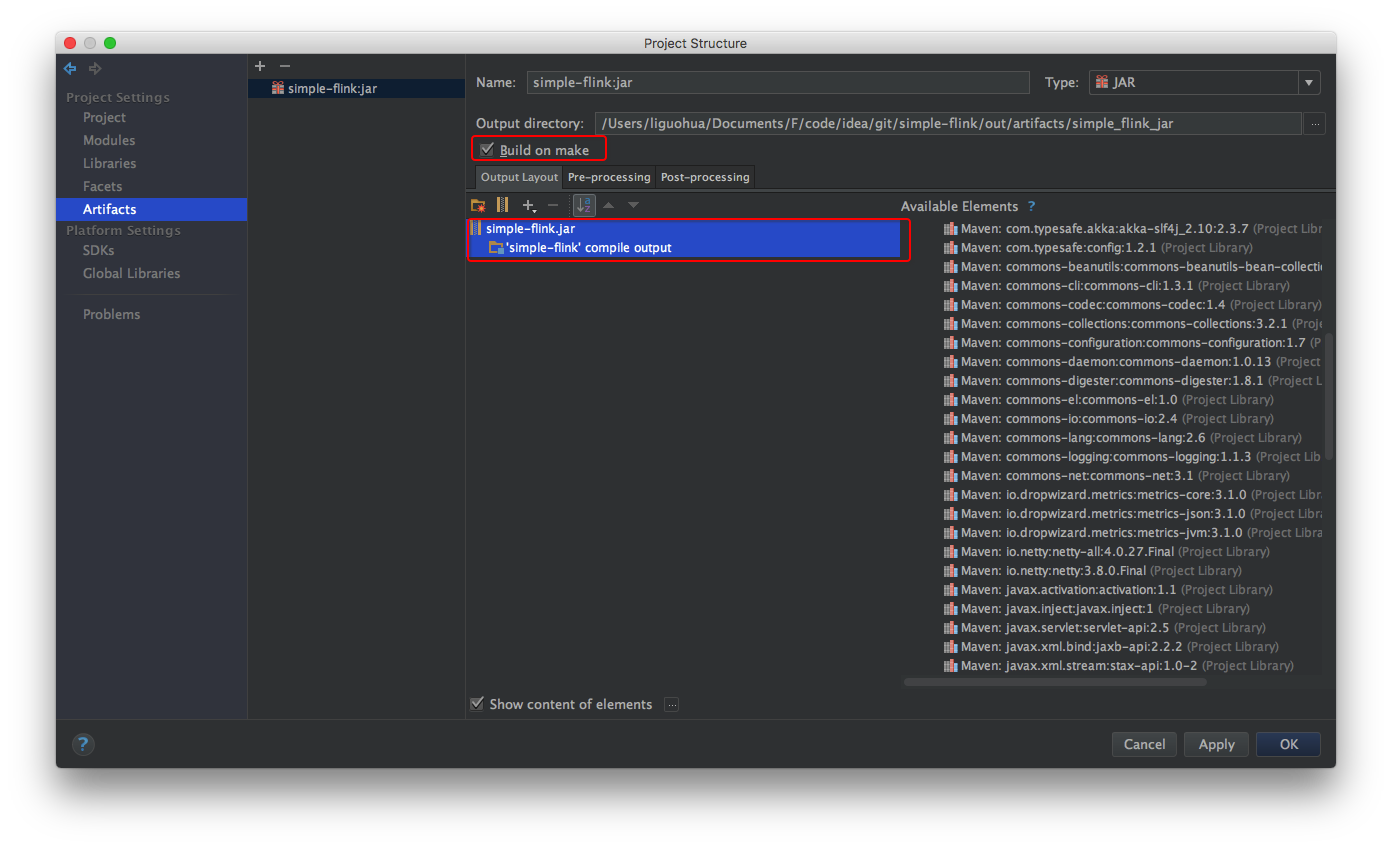 Project Structure
Project Settings
Project
Modules
Libraries
Facets
Artifacts
Platform Settings
SDKs
Global Libraries
Problems
simple-flink:jar
Name: simple-flink:jar Type: JAR
Output directory: /Users/liguohua/Documents/F/code/idea/git/simple-flink/out/artifacts/simple_flink_jar ...
Build on make
Output Layout Pre-processing Post-processing
Available Elements ?
simple-flink.jar
'simple-flink' compile output
Maven: com.typesafe.akka:akka-slf4j_2.10:2.3.7 (Project Libr
Maven: com.typesafe:config:1.2.1 (Project Library)
Maven: commons-beanutils:commons-beanutils-bean-collecti
Maven: commons-cli:commons-cli:1.3.1 (Project Library)
Maven: commons-codec:commons-codec:1.4 (Project Library)
Maven: commons-collections:commons-collections:3.2.1 (Proje
Maven: commons-configuration:commons-configuration:1.7 (P
Maven: commons-daemon:commons-daemon:1.0.13 (Project
Maven: commons-digester:commons-digester:1.8.1 (Project L
Maven: commons-el:commons-el:1.0 (Project Library)
Maven: commons-io:commons-io:2.4 (Project Library)
Maven: commons-lang:commons-lang:2.6 (Project Library)
Maven: commons-logging:commons-logging:1.1.3 (Project Lib
Maven: commons-net:commons-net:3.1 (Project Library)
Maven: io.dropwizard.metrics:metrics-core:3.1.0 (Project Libr
Maven: io.dropwizard.metrics:metrics-json:3.1.0 (Project Libra
Maven: io.dropwizard.metrics:metrics-jvm:3.1.0 (Project Libra
Maven: io.netty:netty-all:4.0.27.Final (Project Library)
Maven: io.netty:netty:3.8.0.Final (Project Library)
Maven: javax.activation:activation:1.1 (Project Library)
Maven: javax.inject:javax.inject:1 (Project Library)
Maven: javax.servlet:servlet-api:2.5 (Project Library)
Maven: javax.xml.bind:jaxb-api:2.2.2 (Project Library)
Maven: javax.xml.stream:stax-api:1.0-2 (Project Library)
Show content of elements ...
? Cancel Apply OK